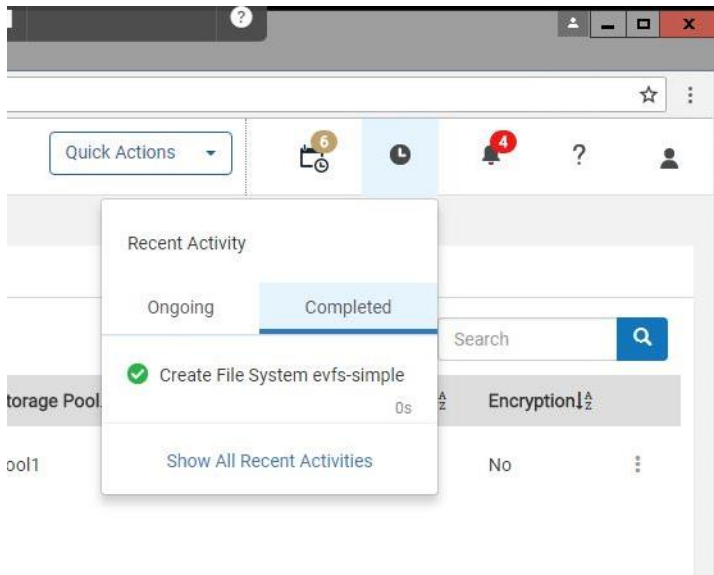 ?
x
Quick Actions
6
4
?
Recent Activity
Ongoing
Completed
Search
Create File System evfs-simple
0s
torage Pool
Encryption
A
Z
A
Z
Show All Recent Activities
ool1
No